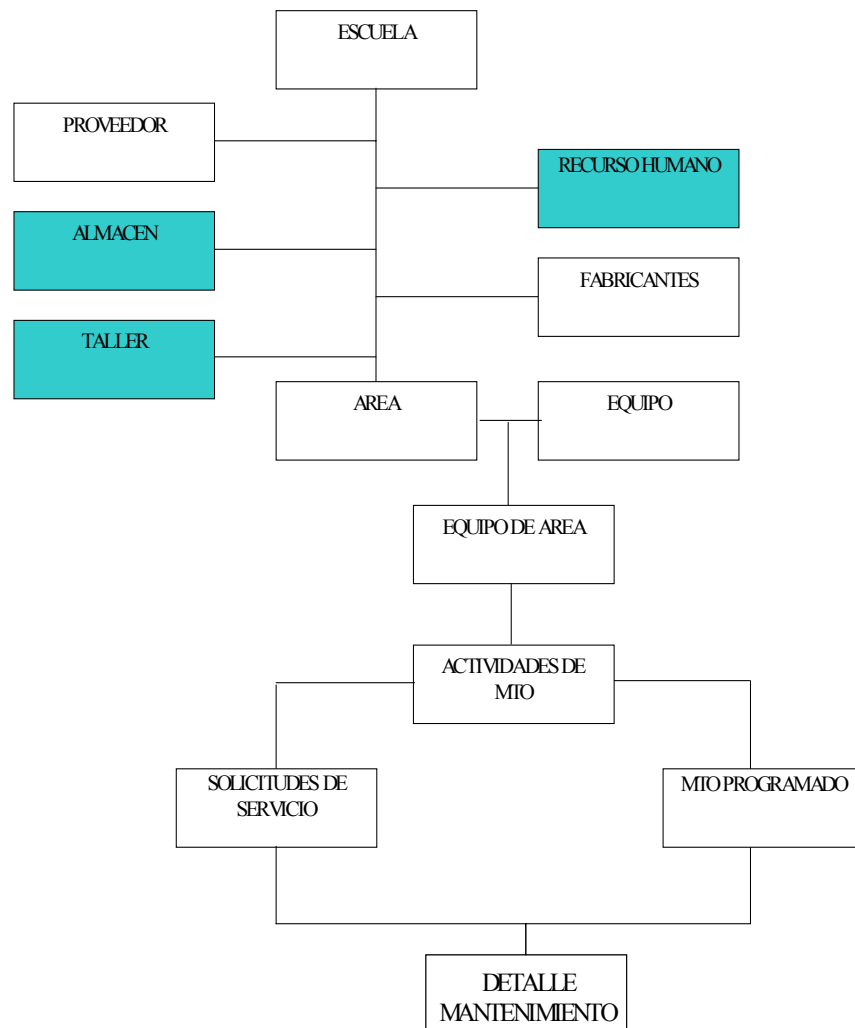 ESCUELA
PROVEEDOR
RECURSO HUMANO
ALMACEN
FABRICANTES
TALLER
AREA
EQUIPO
EQUIPO DE AREA
ACTIVIDADES DE
MTO
SOLICITUDES DE
SERVICIO
MTO PROGRAMADO
DETALLE
MANTENIMIENTO